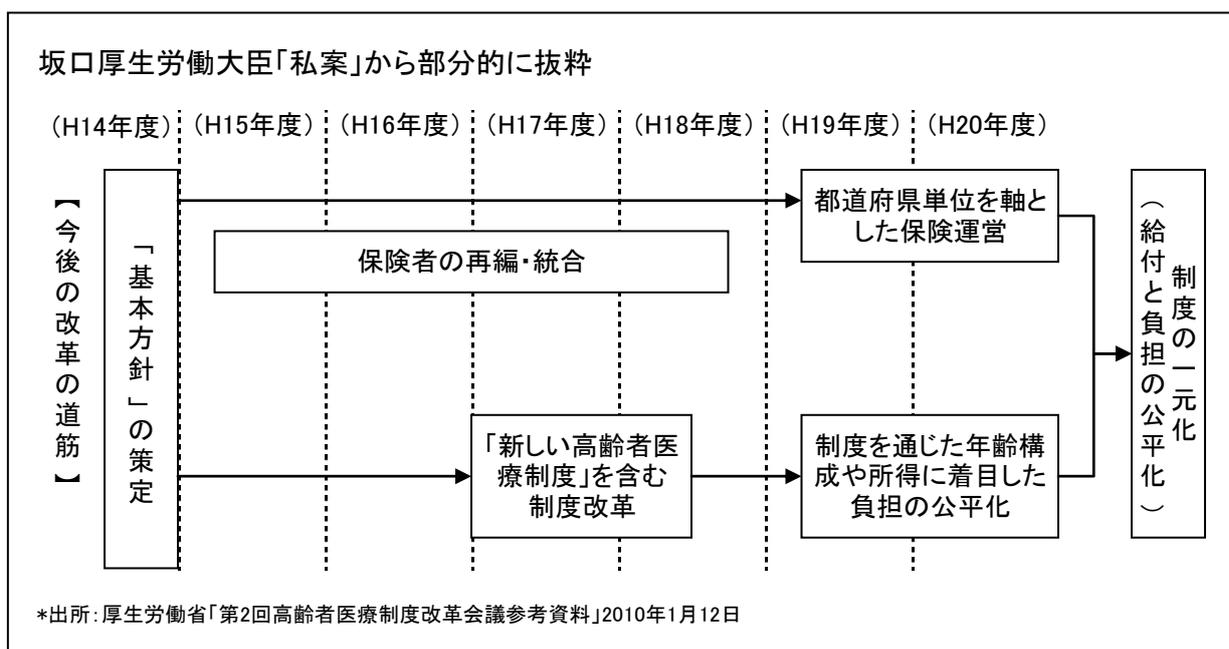 坂口厚生労働大臣「私案」から部分的に抜粋
（H14年度）（H15年度）（H16年度）（H17年度）（H18年度）（H19年度）（H20年度）
【今後の改革の道筋】
「基本方針」の策定
都道府県単位を軸と
した保険運営
保険者の再編・統合
「新しい高齢者医
療制度」を含む
制度改革
制度を通じた年齢構
成や所得に着目した
負担の公平化
制度の一元化
（給付と負担の公平化）
*出所：厚生労働省「第2回高齢者医療制度改革会議参考資料」2010年1月12日